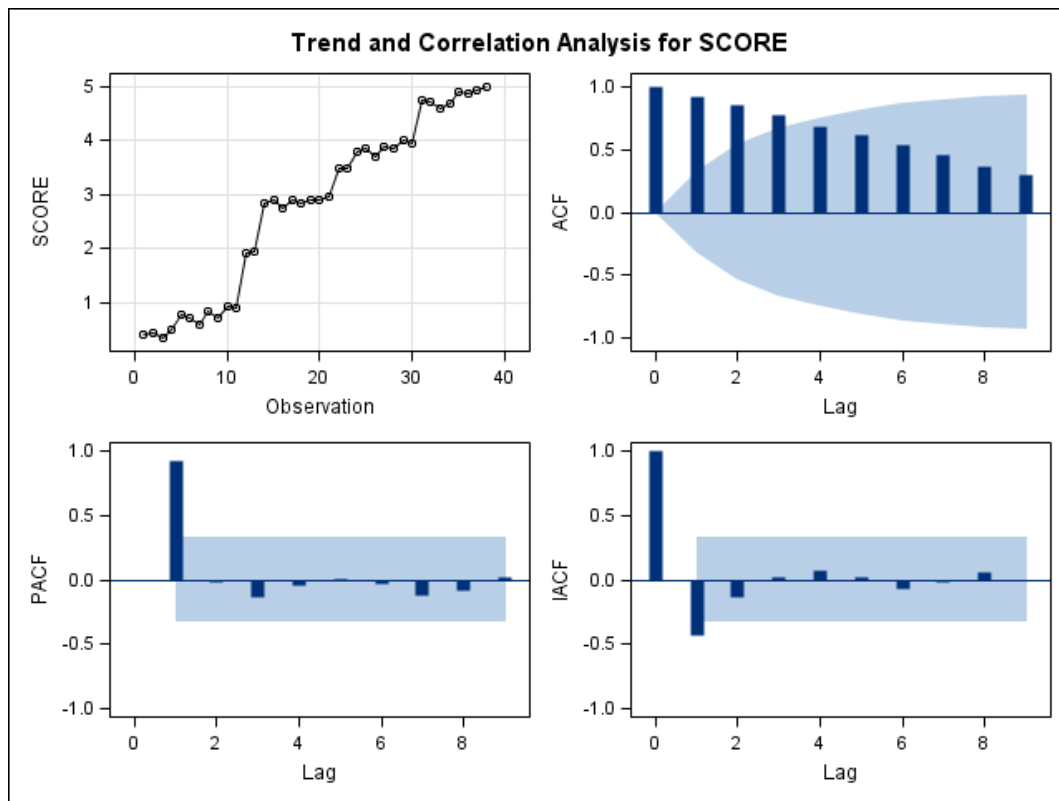 Trend and Correlation Analysis for SCORE
5
4
3
2
1
SCORE
0 10 20 30 40
Observation
1.0
0.5
0.0
-0.5
-1.0
ACF
0 2 4 6 8
Lag
1.0
0.5
0.0
-0.5
-1.0
PACF
0 2 4 6 8
Lag
1.0
0.5
0.0
-0.5
-1.0
IACF
0 2 4 6 8
Lag